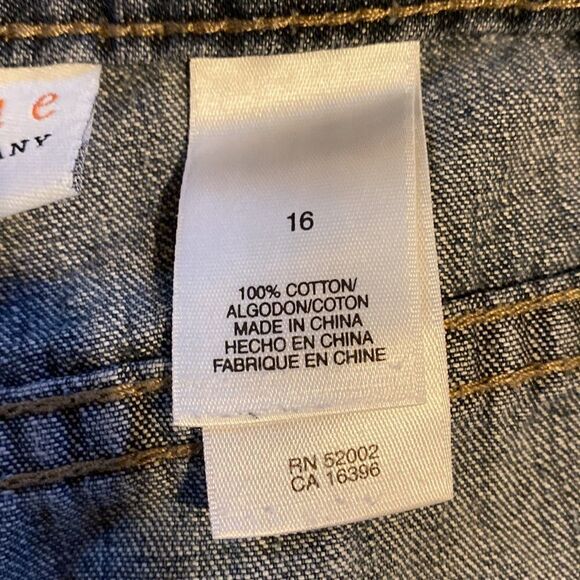 16
100% COTTON/
ALGODON/COTON
MADE IN CHINA
HECHO EN CHINA
FABRIQUE EN CHINE
RN 52002
CA 16396